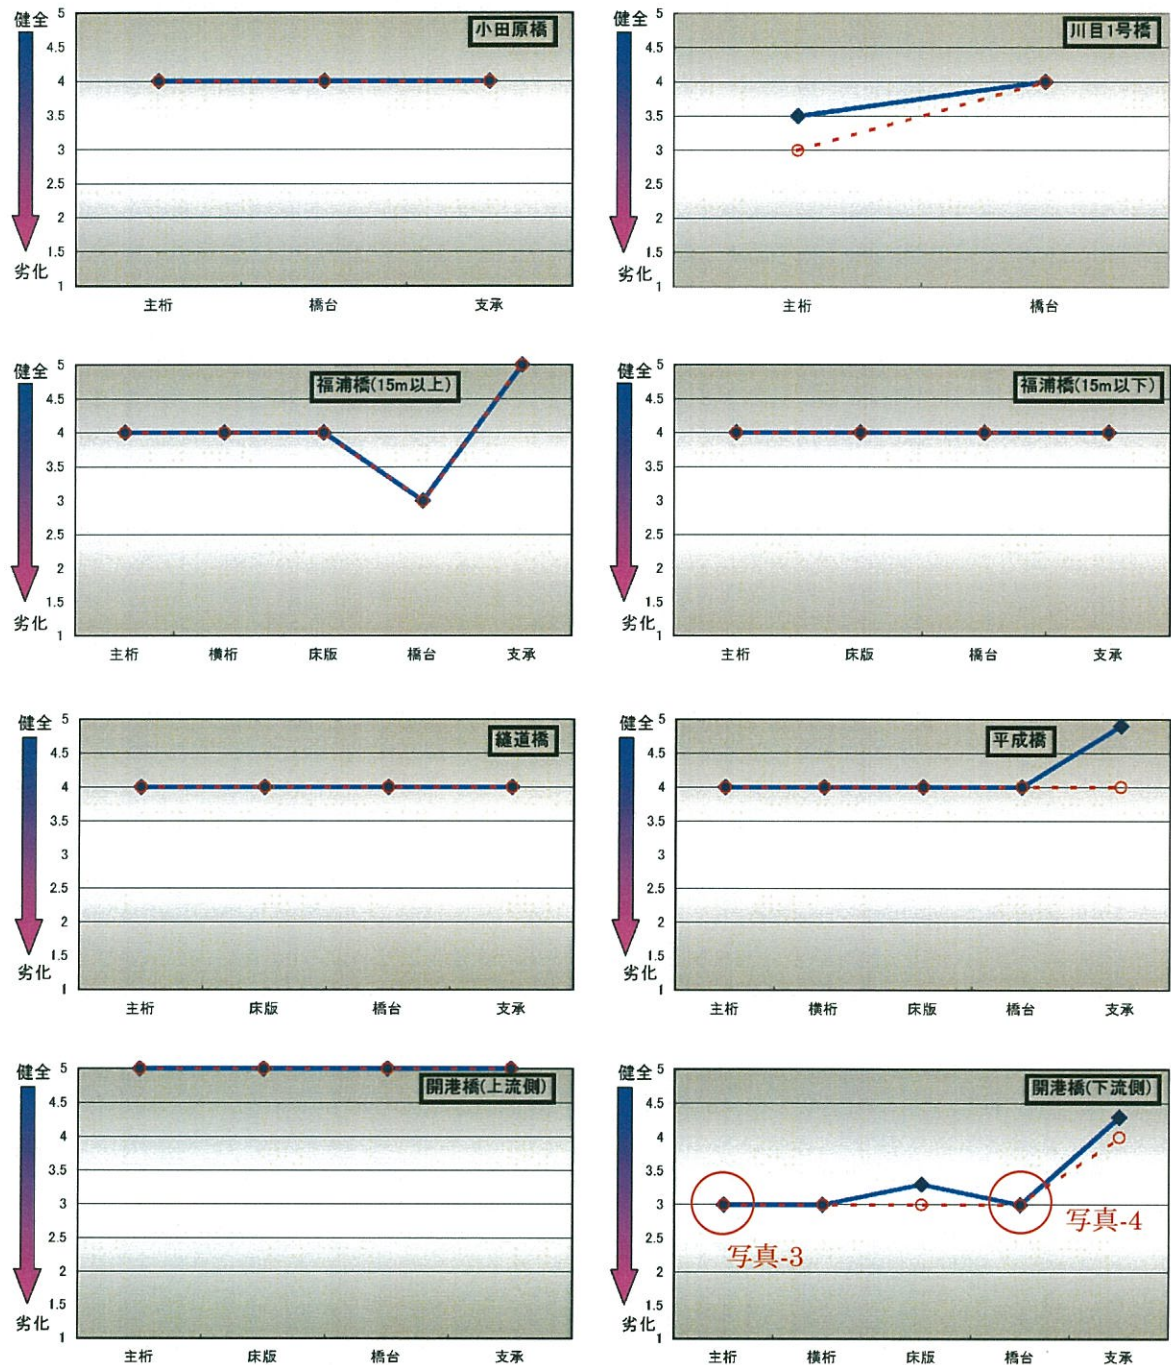 健全
5
4.5
4
3.5
3
2.5
2
1.5
1
劣化
小田原橋
主桁 橋台 支承
健全
5
4.5
4
3.5
3
2.5
2
1.5
1
劣化
川目1号橋
主桁 橋台
健全
5
4.5
4
3.5
3
2.5
2
1.5
1
劣化
福浦橋(15m以上)
主桁 横桁 床版 橋台 支承
健全
5
4.5
4
3.5
3
2.5
2
1.5
1
劣化
福浦橋(15m以下)
主桁 床版 橋台 支承
健全
5
4.5
4
3.5
3
2.5
2
1.5
1
劣化
縫道橋
主桁 床版 橋台 支承
健全
5
4.5
4
3.5
3
2.5
2
1.5
1
劣化
平成橋
主桁 横桁 床版 橋台 支承
健全
5
4.5
4
3.5
3
2.5
2
1.5
1
劣化
開港橋(上流側)
主桁 床版 橋台 支承
健全
5
4.5
4
3.5
3
2.5
2
1.5
1
劣化
開港橋(下流側)
写真-3
写真-4
主桁 横桁 床版 橋台 支承